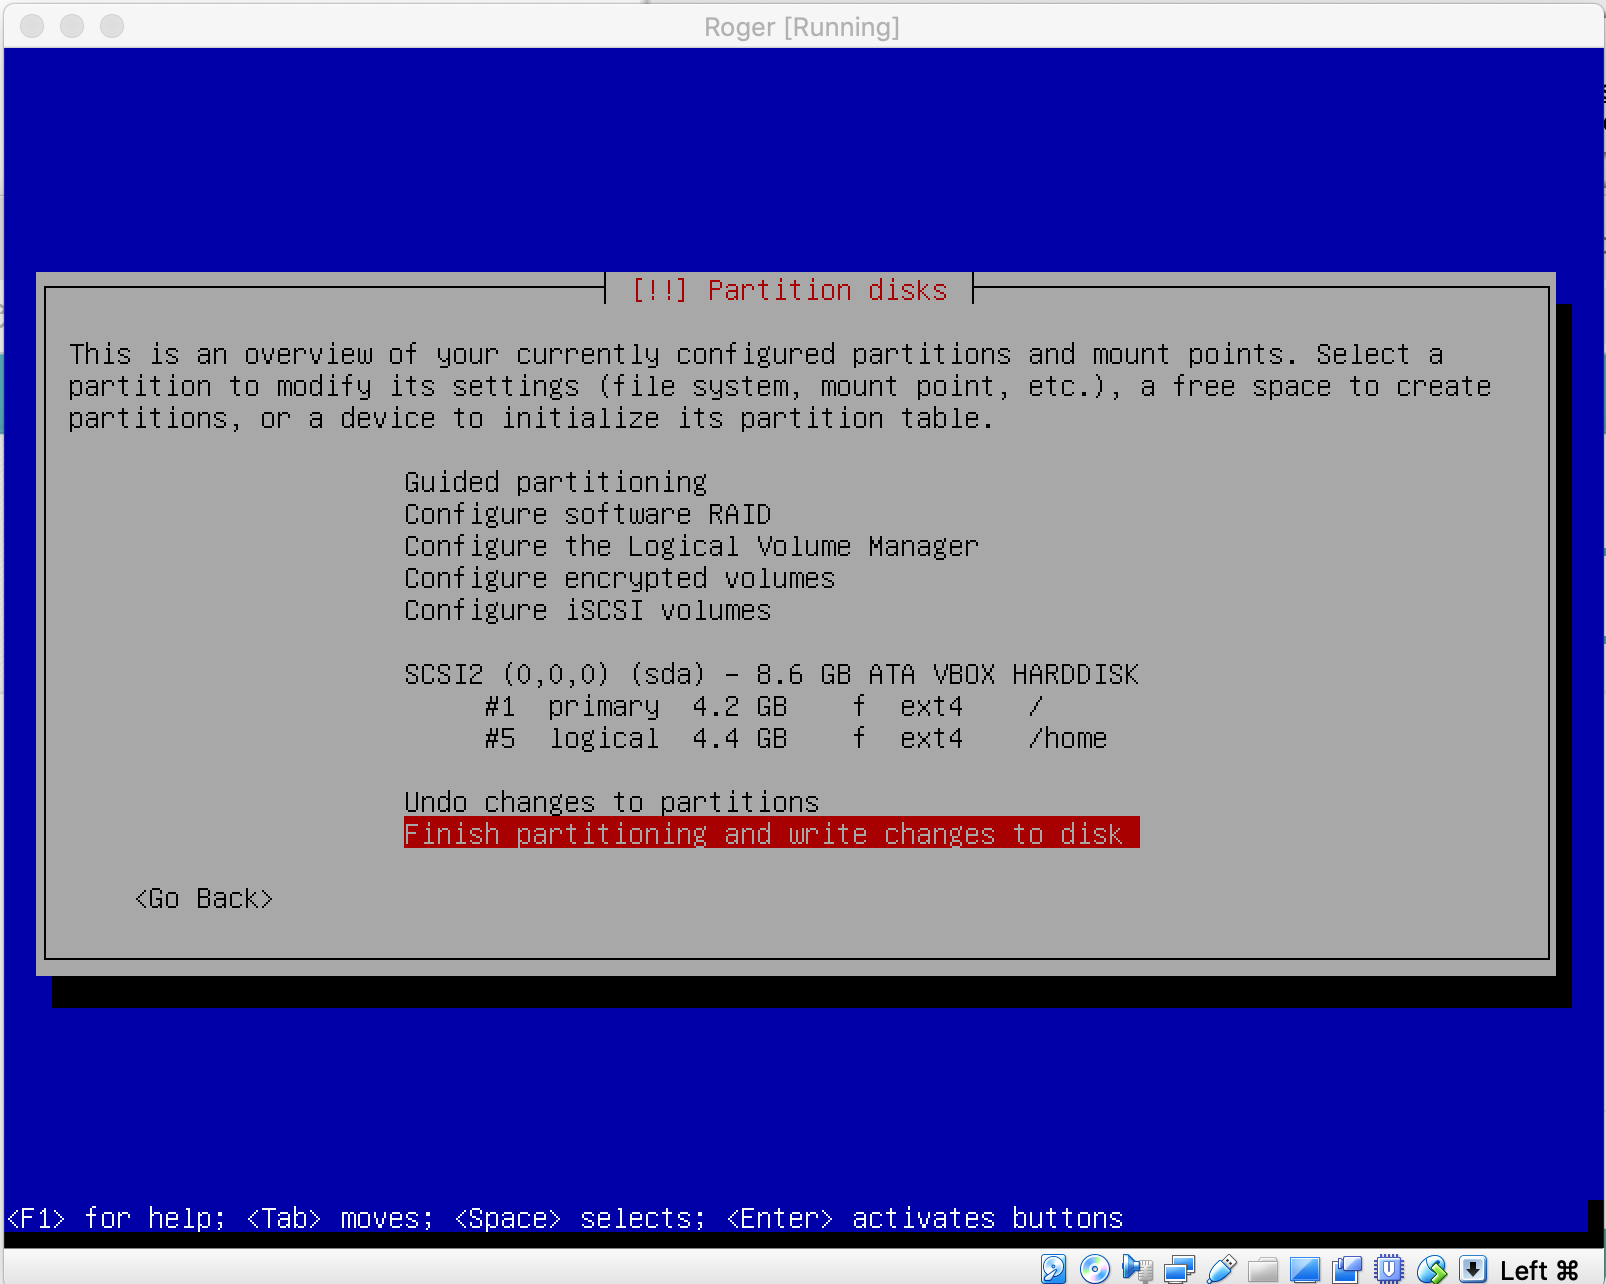 Roger [Running]
[!!] Partition disks
This is an overview of your currently configured partitions and mount points. Select a
partition to modify its settings (file system, mount point, etc.), a free space to create
partitions, or a device to initialize its partition table.
Guided partitioning
Configure software RAID
Configure the Logical Volume Manager
Configure encrypted volumes
Configure iSCSI volumes
SCSI2 (0,0,0) (sda) - 8.6 GB ATA VBOX HARDDISK
#1 primary 4.2 GB f ext4 /
#5 logical 4.4 GB f ext4 /home
Undo changes to partitions
Finish partitioning and write changes to disk
<Go Back>
<F1> for help; <Tab> moves; <Space> selects; <Enter> activates buttons
Left ⌘